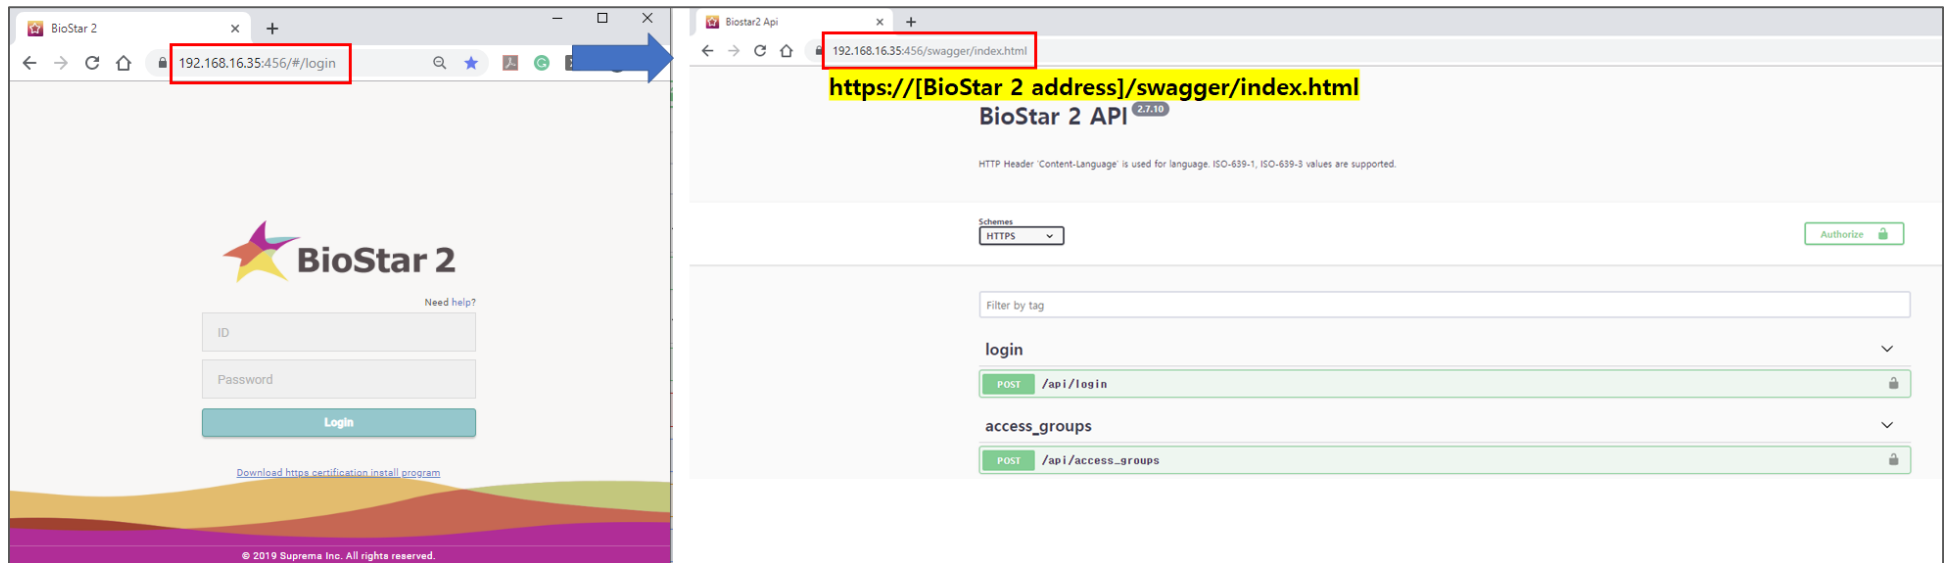 BioStar 2
192.168.16.35:456/#/login
BioStar 2
Need help?
ID
Password
Login
Download https certification install program
© 2019 Suprema Inc. All rights reserved.
Biostar2 Api
192.168.16.35:456/swagger/index.html
https://[BioStar 2 address]/swagger/index.html
BioStar 2 API 2.7.10
HTTP Header 'Content-Language' is used for language. ISO-639-1, ISO-639-3 values are supported.
Schemes
HTTPS
Authorize
Filter by tag
login
POST /api/login
access_groups
POST /api/access_groups